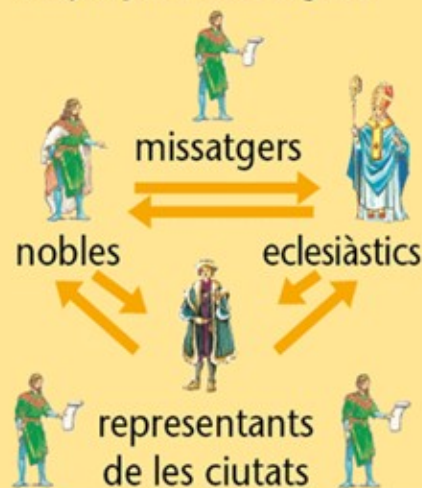 missatgers
nobles
eclesiàstics
representants
de les ciutats